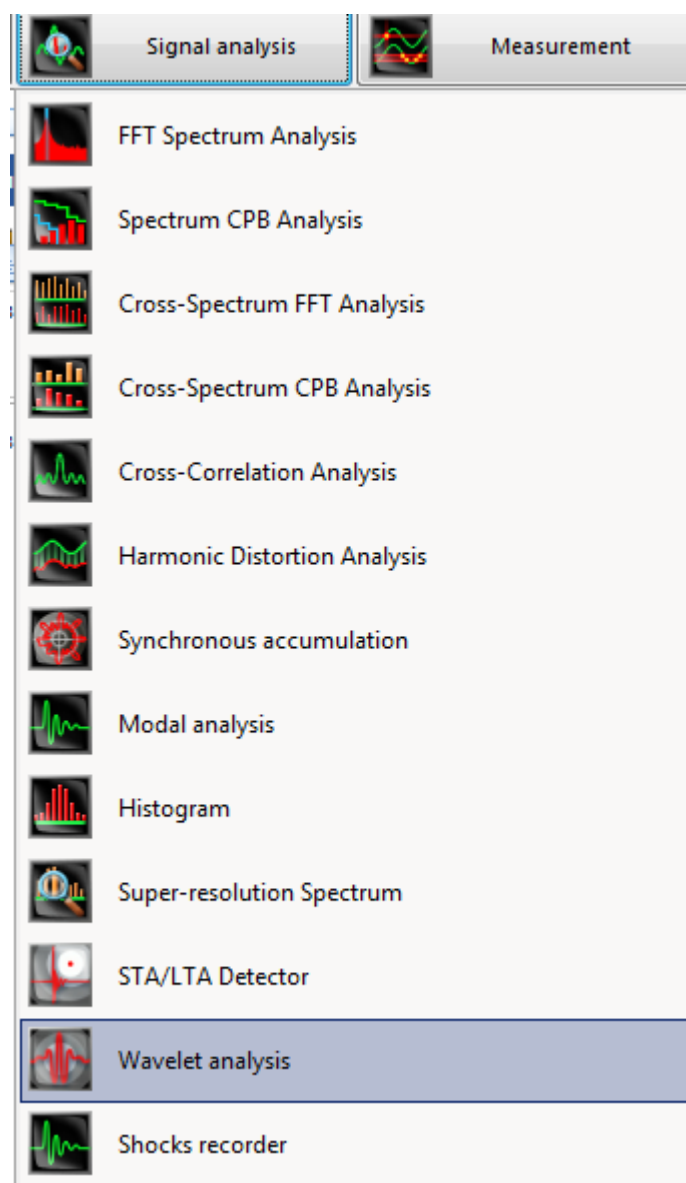 Signal analysis
Measurement
FFT Spectrum Analysis
Spectrum CPB Analysis
Cross-Spectrum FFT Analysis
Cross-Spectrum CPB Analysis
Cross-Correlation Analysis
Harmonic Distortion Analysis
Synchronous accumulation
Modal analysis
Histogram
Super-resolution Spectrum
STA/LTA Detector
Wavelet analysis
Shocks recorder